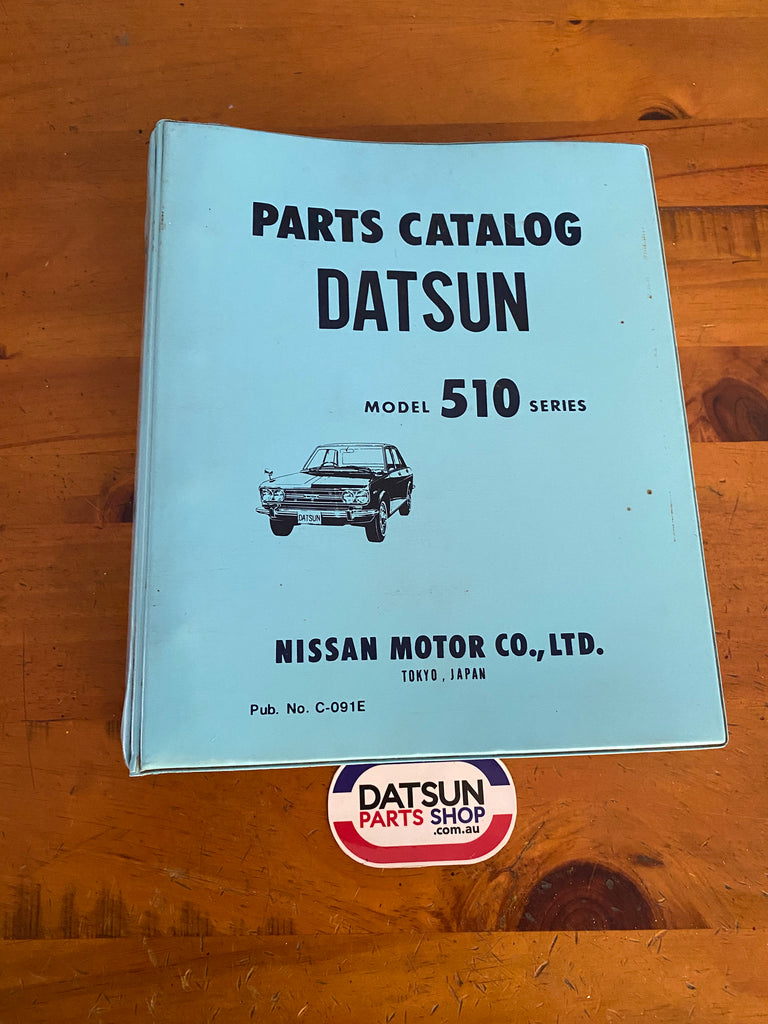 PARTS CATALOG
DATSUN
MODEL 510 SERIES
DATSUN
NISSAN MOTOR CO., LTD.
TOKYO, JAPAN
Pub. No. C-091E
DATSUN
PARTS SHOP
.com.au